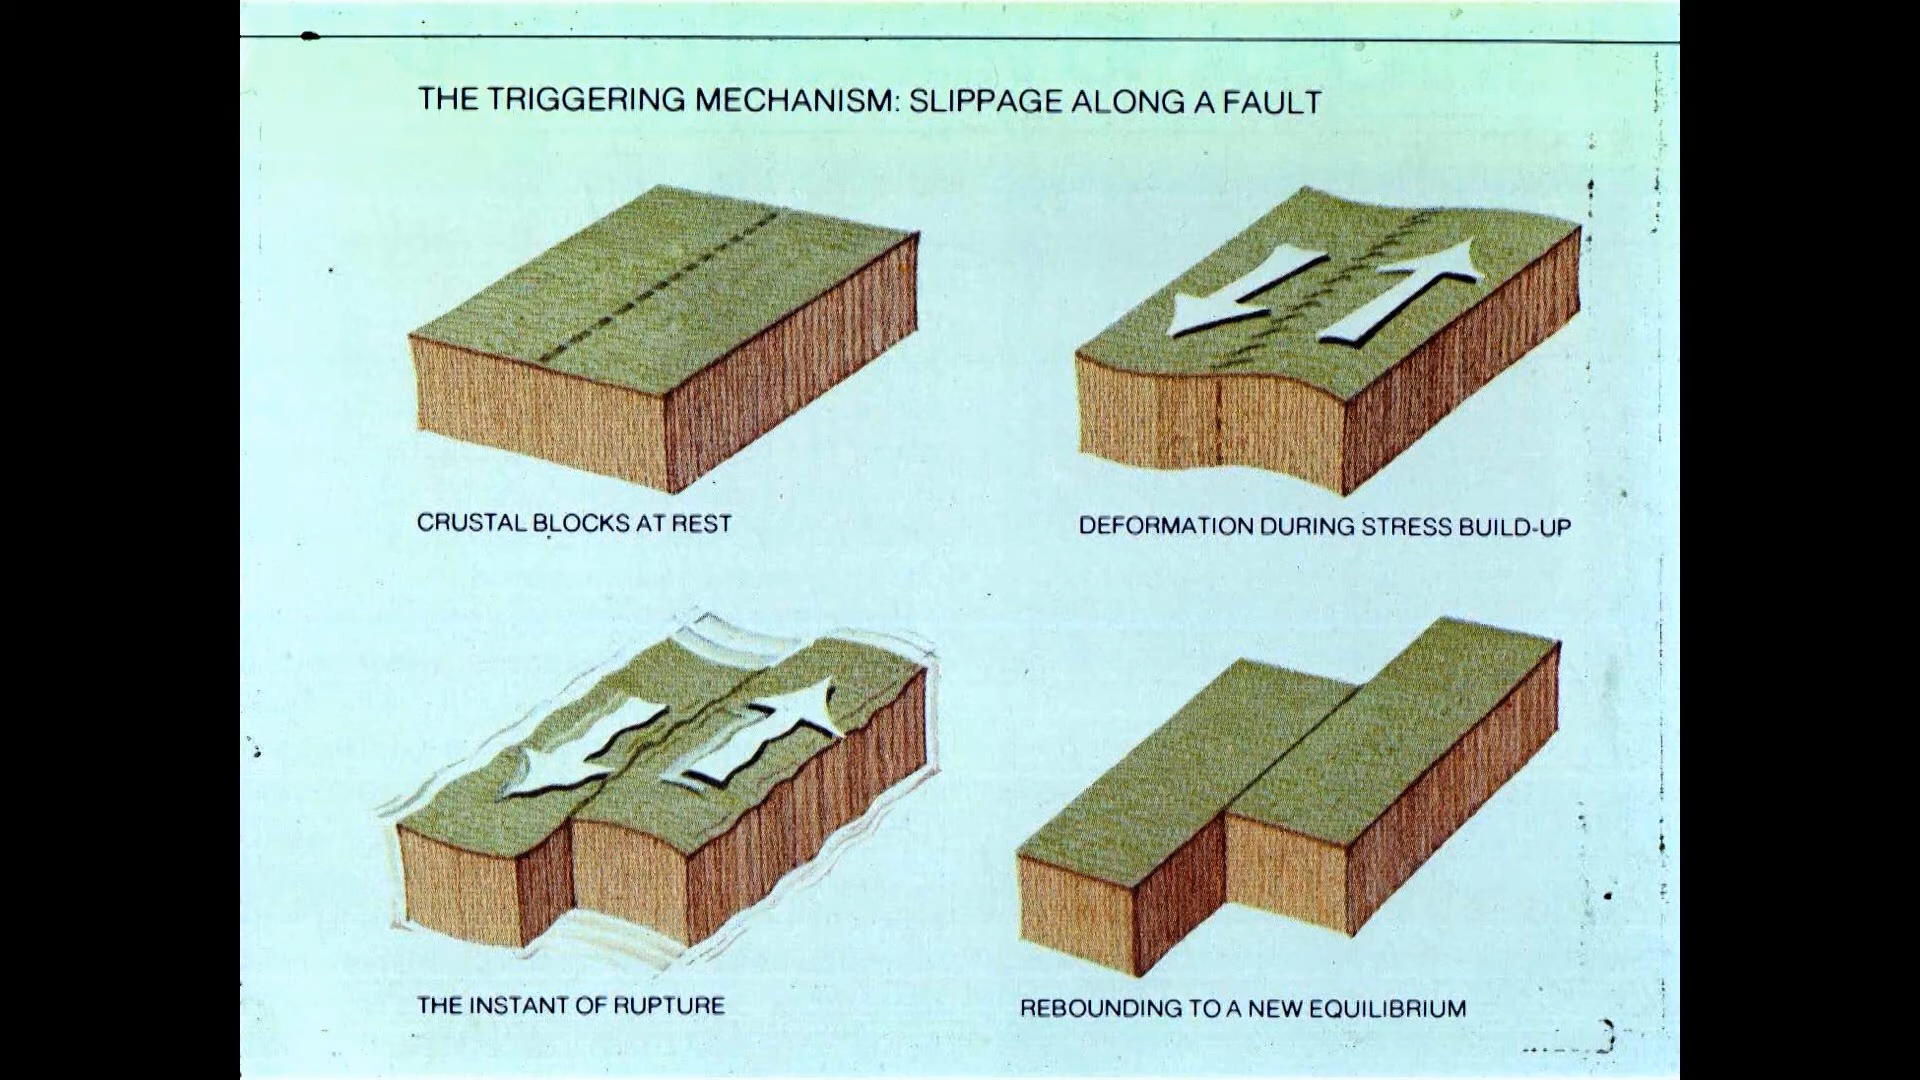 THE TRIGGERING MECHANISM: SLIPPAGE ALONG A FAULT
CRUSTAL BLOCKS AT REST
DEFORMATION DURING STRESS BUILD-UP
THE INSTANT OF RUPTURE
REBOUNDING TO A NEW EQUILIBRIUM